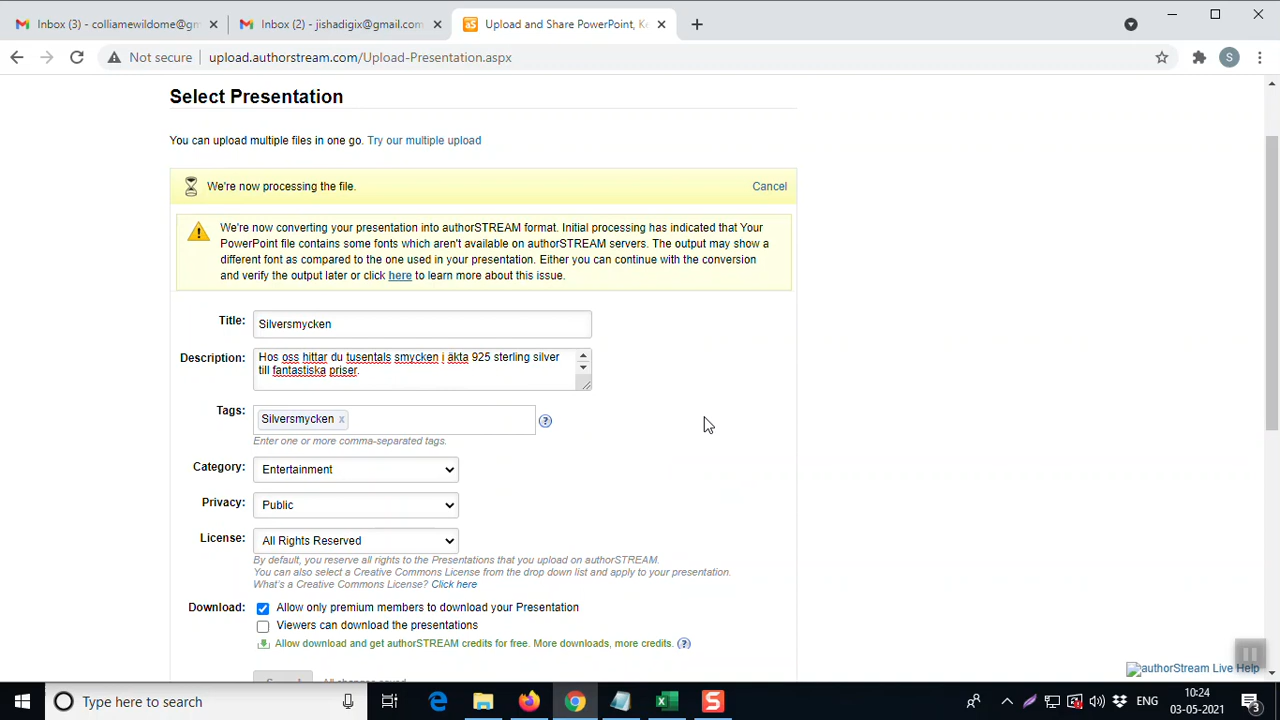 Inbox (3) - colliamewildome@gm
Inbox (2) - jishadigix@gmail.com
Upload and Share PowerPoint, Ke
Not secure
upload.authorstream.com/Upload-Presentation.aspx
S
Select Presentation
You can upload multiple files in one go. Try our multiple upload
We're now processing the file.
Cancel
We're now converting your presentation into authorSTREAM format. Initial processing has indicated that Your
PowerPoint file contains some fonts which aren't available on authorSTREAM servers. The output may show a
different font as compared to the one used in your presentation. Either you can continue with the conversion
and verify the output later or click here to learn more about this issue.
Title:
Silversmycken
Description:
Hos oss hittar du tusentals smycken i äkta 925 sterling silver
till fantastiska priser.
Tags:
Silversmycken x
Enter one or more comma-separated tags.
Category:
Entertainment
Privacy:
Public
License:
All Rights Reserved
By default, you reserve all rights to the Presentations that you upload on authorSTREAM.
You can also select a Creative Commons License from the drop down list and apply to your presentation.
What's a Creative Commons License? Click here
Download:
Allow only premium members to download your Presentation
Viewers can download the presentations
Allow download and get authorSTREAM credits for free. More downloads, more credits.
All changes saved
authorStream Live Help
Type here to search
ENG
10:24
03-05-2021
3